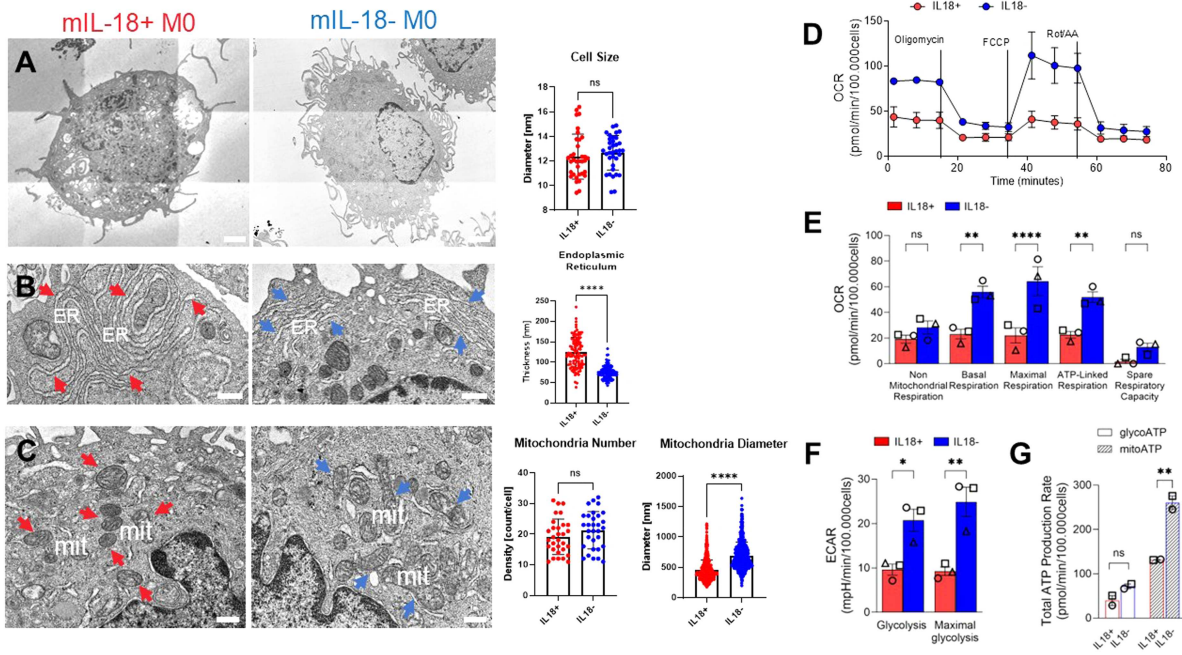 mIL-18+ M0
mIL-18- M0
A
Cell Size
ns
Diameter [nm]
18
16
14
12
10
8
IL18+
IL18-
B
ER
ER
ER
ER
Endoplasmic
Reticulum
****
Thickness [nm]
250
200
150
100
50
0
IL18+
IL18-
C
mit
mit
mit
mit
Mitochondria Number
ns
Density [count/cell]
40
30
20
10
0
IL18+
IL18-
Mitochondria Diameter
****
Diameter [nm]
2000
1500
1000
500
0
IL18+
IL18-
D
IL18+
IL18-
Oligomycin
FCCP
Rot/AA
OCR
(pmol/min/100.000cells)
150
100
50
0
0
20
40
60
80
Time (minutes)
E
IL18+
IL18-
ns
**
****
**
ns
OCR
(pmol/min/100.000cells)
100
80
60
40
20
0
Non
Mitochondrial
Respiration
Basal
Respiration
Maximal
Respiration
ATP-Linked
Respiration
Spare
Respiratory
Capacity
F
IL18+
IL18-
*
**
ECAR
(mpH/min/100.000cells)
30
20
10
0
Glycolysis
Maximal
glycolysis
G
glycoATP
mitoATP
ns
**
Total ATP Production Rate
(pmol/min/100.000cells)
300
200
100
0
IL18+
IL18-
IL18+
IL18-